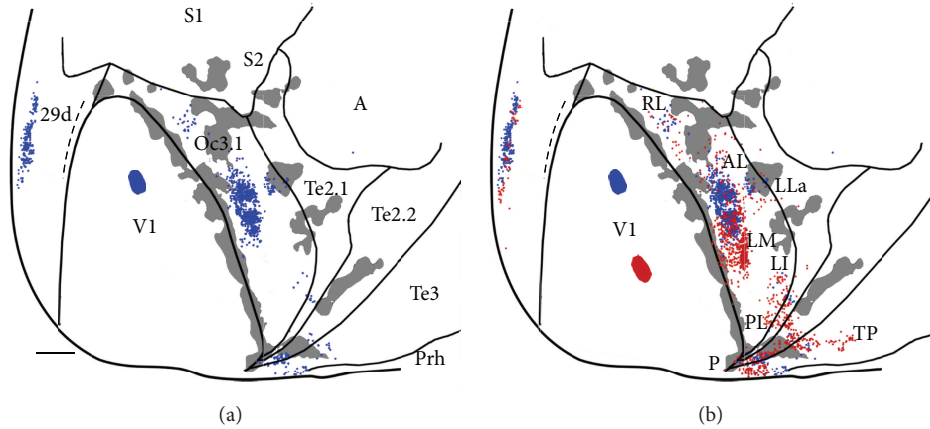 S1
S2
29d
A
Oc3.1
Te2.1
Te2.2
V1
Te3
Prh
(a)
RL
AL
LLa
V1
LM
LI
PL
TP
P
(b)